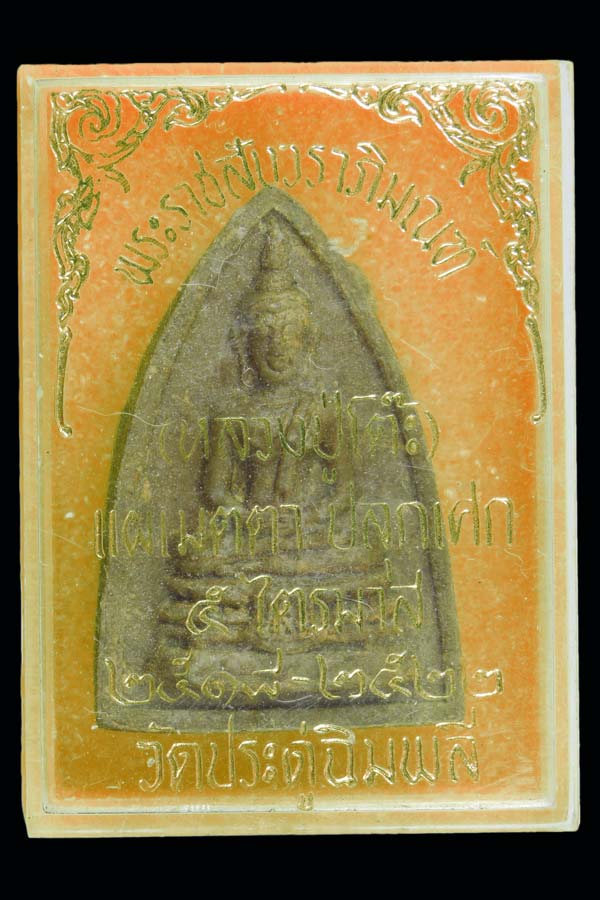 พระราชสังวราภิมณฑ์
(หลวงปู่โต๊ะ)
แผ่เมตตา ปลุกเศก
๕ ไตรมาส
๒๕๑๘-๒๕๒๒
วัดประดู่ฉิมพลี